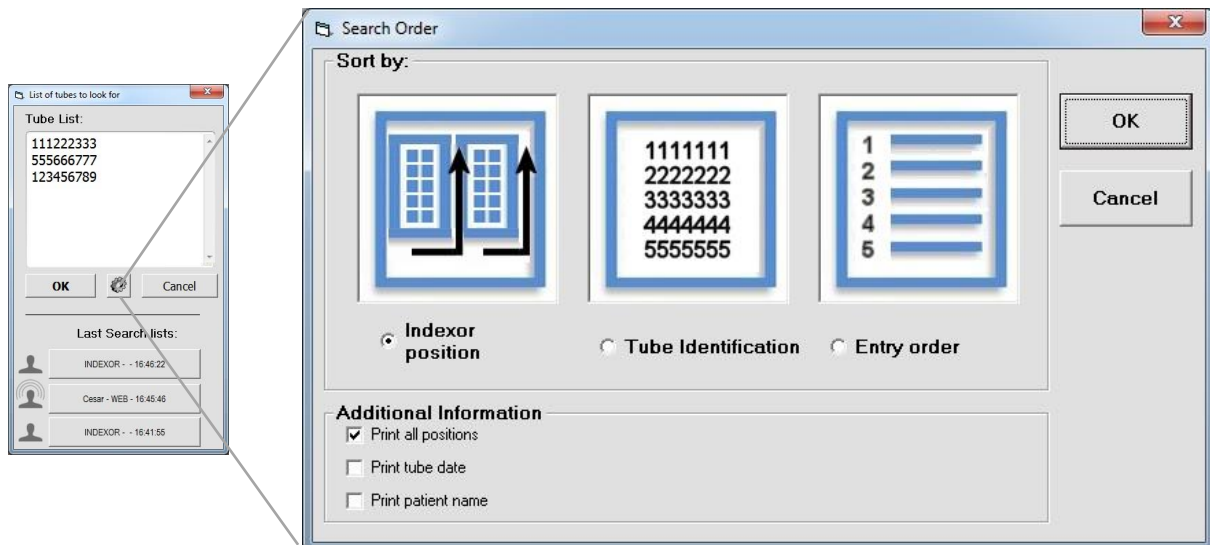 List of tubes to look for
Tube List:
111222333
555666777
123456789
OK
Cancel
Last Search lists:
INDEXOR - - 16:46:22
Cesar - WEB - 16:45:46
INDEXOR - - 16:41:55
Search Order
Sort by:
1111111
2222222
3333333
4444444
5555555
1
2
3
4
5
Indexor
position
Tube Identification
Entry order
OK
Cancel
Additional Information
Print all positions
Print tube date
Print patient name